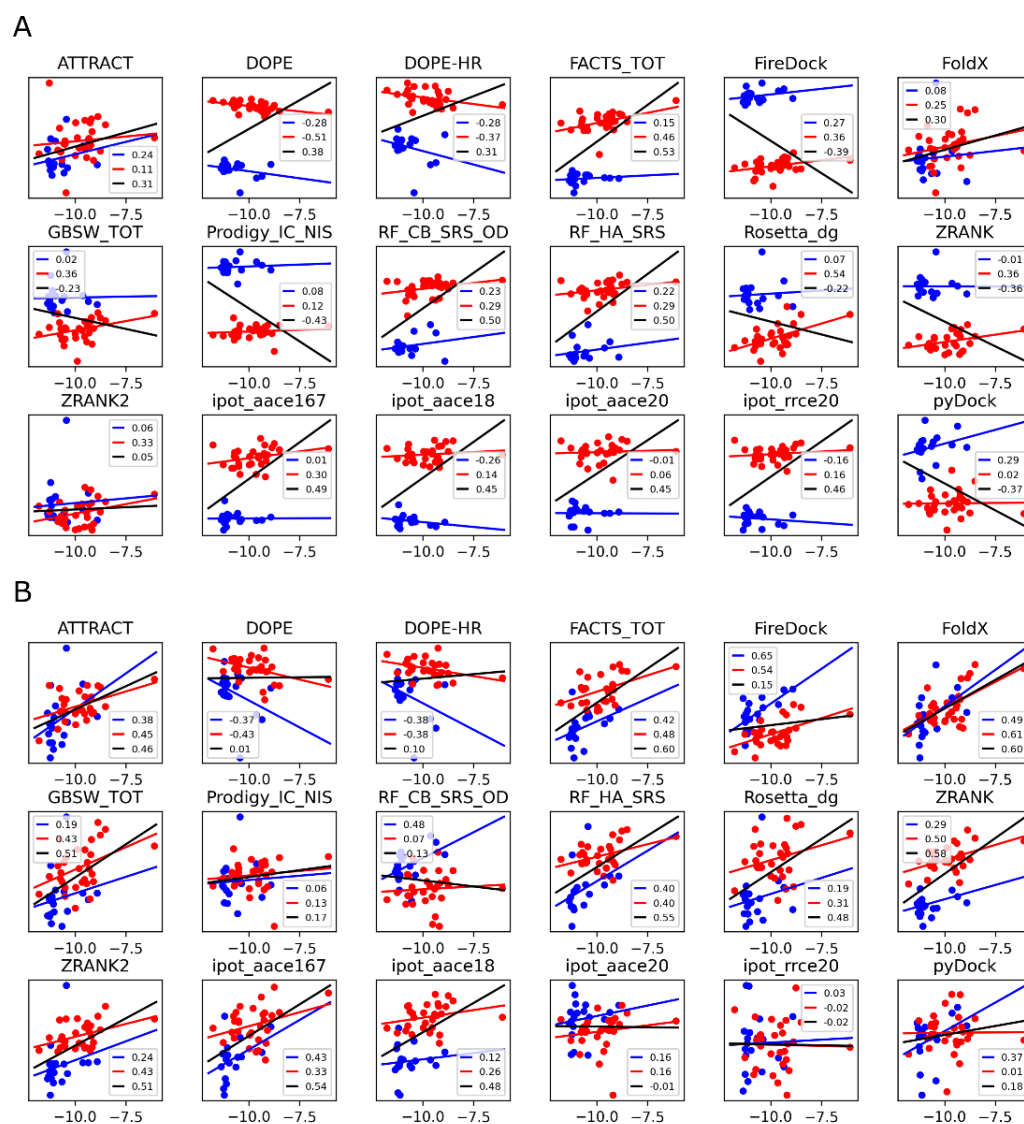 A
ATTRACT DOPE DOPE-HR FACTS_TOT FireDock FoldX
0.24 0.11 0.31
-0.28 -0.51 0.38
-0.28 -0.37 0.31
0.15 0.46 0.53
0.27 0.36 -0.39
0.08 0.25 0.30
−10.0 −7.5 −10.0 −7.5 −10.0 −7.5 −10.0 −7.5 −10.0 −7.5 −10.0 −7.5
GBSW_TOT Prodigy_IC_NIS RF_CB_SRS_OD RF_HA_SRS Rosetta_dg ZRANK
0.02 0.36 -0.23
0.08 0.12 -0.43
0.23 0.29 0.50
0.22 0.29 0.50
0.07 0.54 -0.22
-0.01 0.36 -0.36
−10.0 −7.5 −10.0 −7.5 −10.0 −7.5 −10.0 −7.5 −10.0 −7.5 −10.0 −7.5
ZRANK2 ipot_aace167 ipot_aace18 ipot_aace20 ipot_rrce20 pyDock
0.06 0.33 0.05
0.01 0.30 0.49
-0.26 0.14 0.45
-0.01 0.06 0.45
-0.16 0.16 0.46
0.29 0.02 -0.37
−10.0 −7.5 −10.0 −7.5 −10.0 −7.5 −10.0 −7.5 −10.0 −7.5 −10.0 −7.5
B
ATTRACT DOPE DOPE-HR FACTS_TOT FireDock FoldX
0.38 0.45 0.46
-0.37 -0.43 0.01
-0.38 -0.38 0.10
0.42 0.48 0.60
0.65 0.54 0.15
0.49 0.61 0.60
−10.0 −7.5 −10.0 −7.5 −10.0 −7.5 −10.0 −7.5 −10.0 −7.5 −10.0 −7.5
GBSW_TOT Prodigy_IC_NIS RF_CB_SRS_OD RF_HA_SRS Rosetta_dg ZRANK
0.19 0.43 0.51
0.06 0.13 0.17
0.48 0.07 -0.13
0.40 0.40 0.55
0.19 0.31 0.48
0.29 0.50 0.58
−10.0 −7.5 −10.0 −7.5 −10.0 −7.5 −10.0 −7.5 −10.0 −7.5 −10.0 −7.5
ZRANK2 ipot_aace167 ipot_aace18 ipot_aace20 ipot_rrce20 pyDock
0.24 0.43 0.51
0.43 0.33 0.54
0.12 0.26 0.48
0.16 0.16 -0.01
0.03 -0.02 -0.02
0.37 0.01 0.18
−10.0 −7.5 −10.0 −7.5 −10.0 −7.5 −10.0 −7.5 −10.0 −7.5 −10.0 −7.5